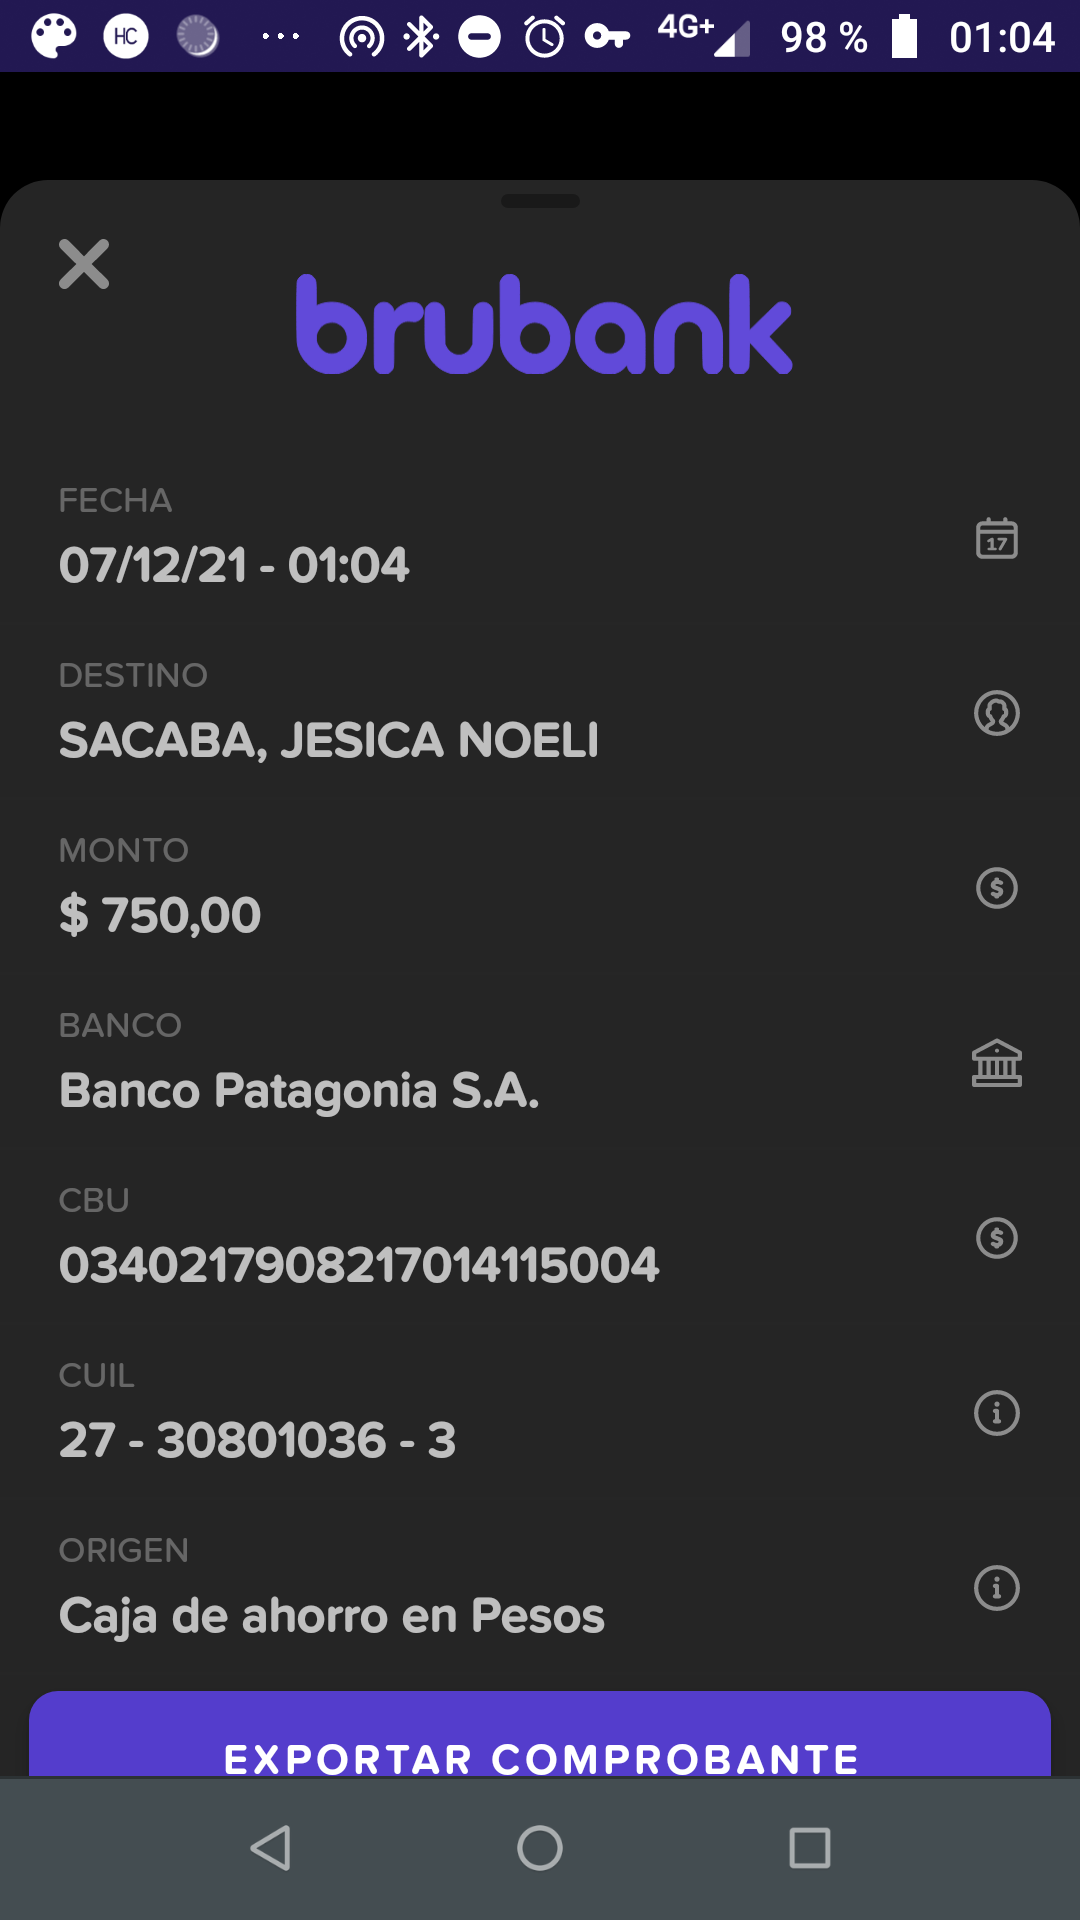 HC 4G+ 98 % 01:04
brubank
FECHA
07/12/21 - 01:04
17
DESTINO
SACABA, JESICA NOELI
MONTO
$ 750,00
$
BANCO
Banco Patagonia S.A.
CBU
0340217908217014115004
$
CUIL
27 - 30801036 - 3
i
ORIGEN
Caja de ahorro en Pesos
i
EXPORTAR COMPROBANTE